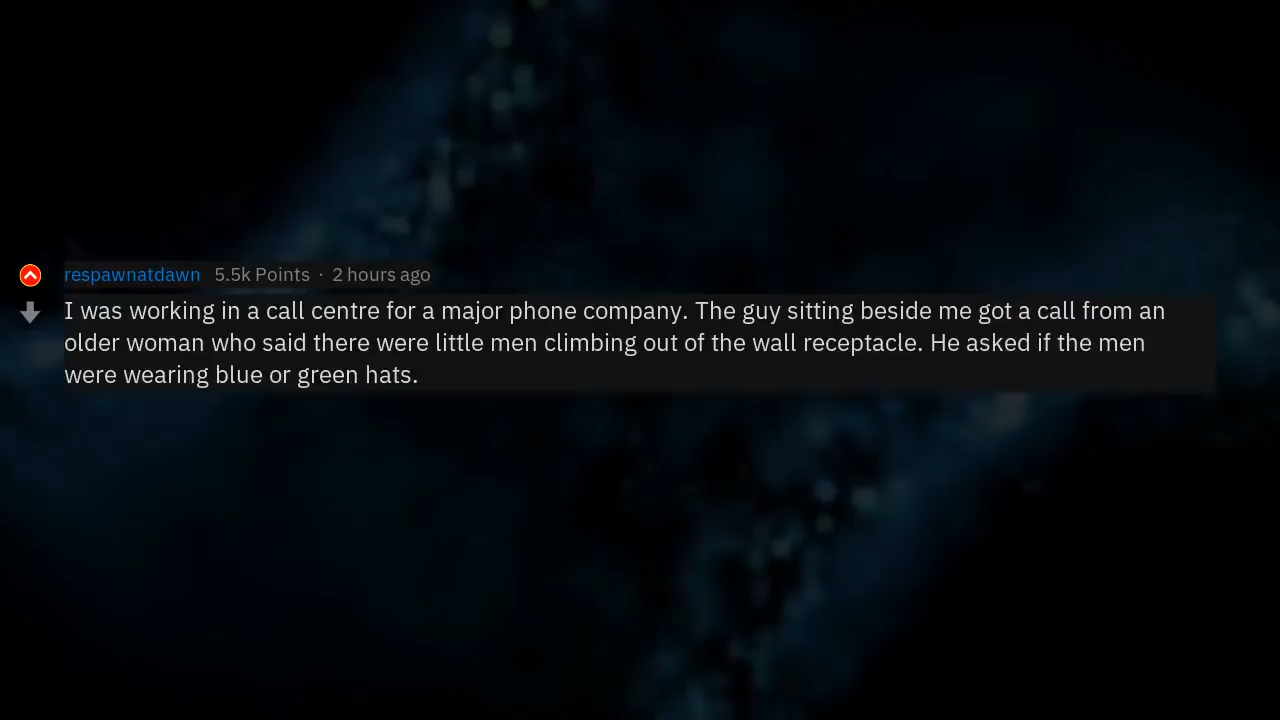 respawnatdawn 5.5k Points · 2 hours ago
I was working in a call centre for a major phone company. The guy sitting beside me got a call from an
older woman who said there were little men climbing out of the wall receptacle. He asked if the men
were wearing blue or green hats.